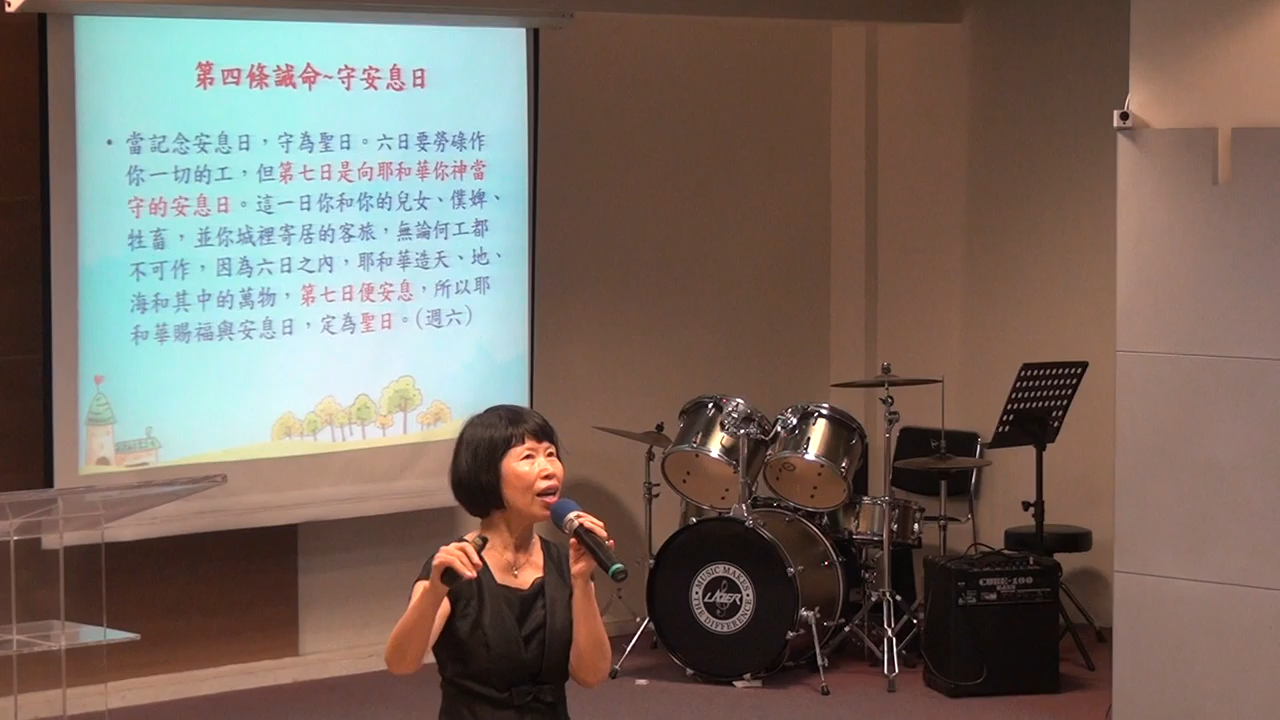 第四條誡命~守安息日
• 當記念安息日，守為聖日。六日要勞碌作
你一切的工，但第七日是向耶和華你神當
守的安息日。這一日你和你的兒女、僕婢、
牲畜，並你城裡寄居的客旅，無論何工都
不可作，因為六日之內，耶和華造天、地、
海和其中的萬物，第七日便安息，所以耶
和華賜福與安息日，定為聖日。(週六)
MUSIC MAKES
THE DIFFERENCE
CUBE-100